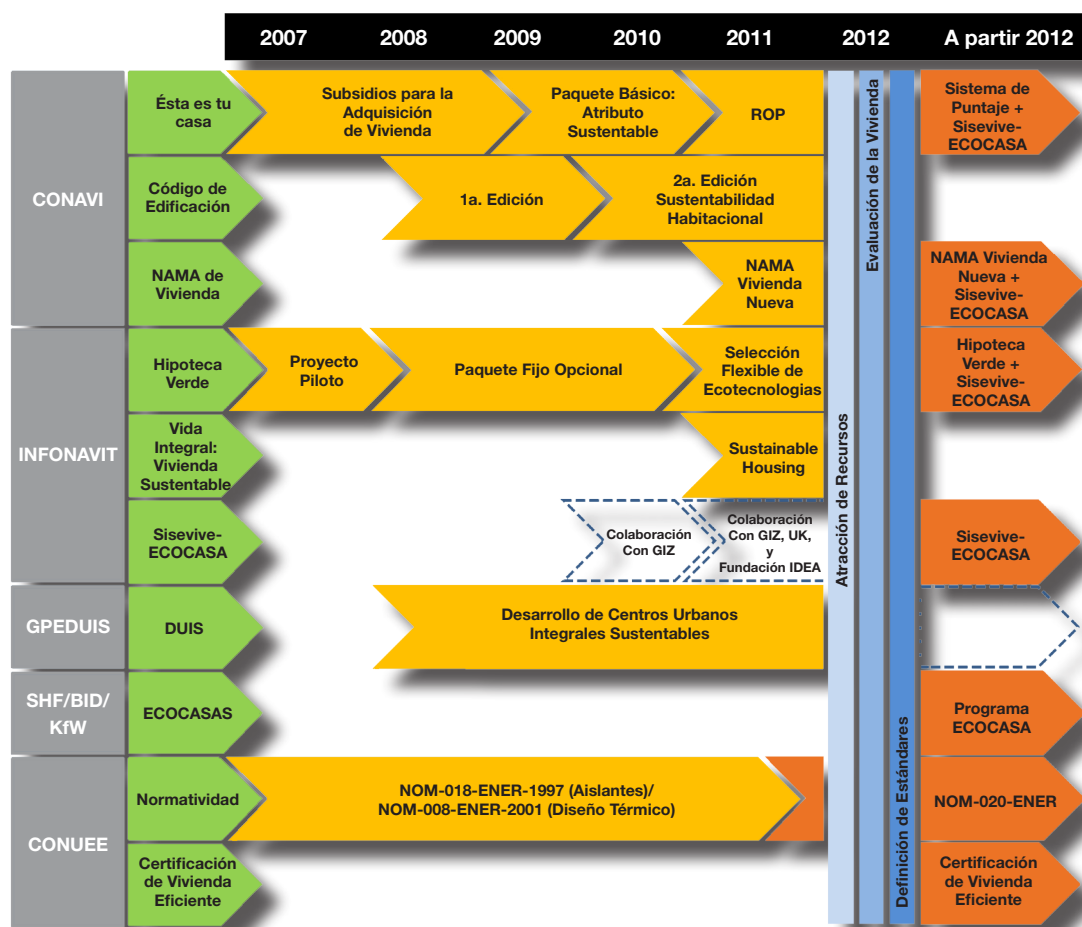 2007 2008 2009 2010 2011 2012 A partir 2012
CONAVI
Ésta es tu
casa
Subsidios para la
Adquisición
de Vivienda
Paquete Básico:
Atributo
Sustentable
ROP
Sistema de
Puntaje +
Sisevive-
ECOCASA
Código de
Edificación
1a. Edición
2a. Edición
Sustentabilidad
Habitacional
NAMA de
Vivienda
NAMA
Vivienda
Nueva
NAMA Vivienda
Nueva +
Sisevive-
ECOCASA
INFONAVIT
Hipoteca
Verde
Proyecto
Piloto
Paquete Fijo Opcional
Selección
Flexible de
Ecotecnologias
Hipoteca
Verde +
Sisevive-
ECOCASA
Vida
Integral:
Vivienda
Sustentable
Sustainable
Housing
Sisevive-
ECOCASA
Colaboración
Con GIZ
Colaboración
Con GIZ, UK,
y
Fundación IDEA
Sisevive-
ECOCASA
GPEDUIS
DUIS
Desarrollo de Centros Urbanos
Integrales Sustentables
SHF/BID/
KfW
ECOCASAS
Programa
ECOCASA
CONUEE
Normatividad
NOM-018-ENER-1997 (Aislantes)/
NOM-008-ENER-2001 (Diseño Térmico)
NOM-020-ENER
Certificación
de Vivienda
Eficiente
Certificación
de Vivienda
Eficiente
Atracción de Recursos
Evaluación de la Vivienda
Definición de Estándares